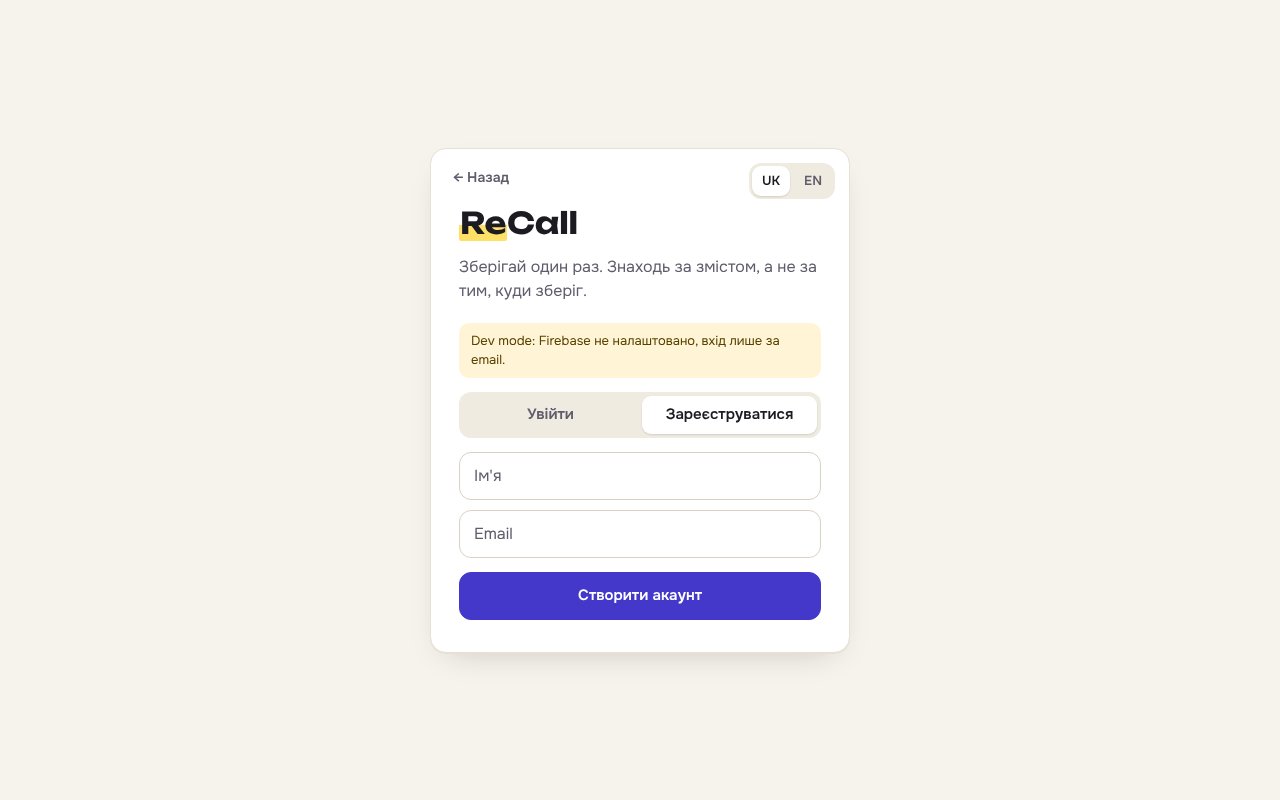 ← Назад
UK EN
ReCall
Зберігай один раз. Знаходь за змістом, а не за
тим, куди зберіг.
Dev mode: Firebase не налаштовано, вхід лише за
email.
Увійти Зареєструватися
Ім'я
Email
Створити акаунт